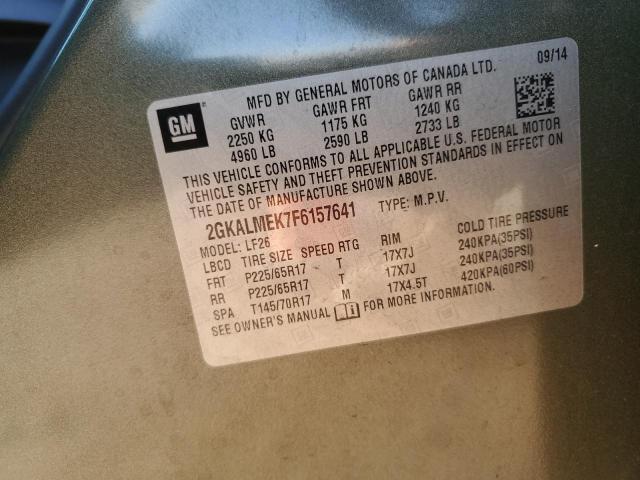 09/14
MFD BY GENERAL MOTORS OF CANADA LTD.
GM
GVWR GAWR FRT GAWR RR
2250 KG 1175 KG 1240 KG
4960 LB 2590 LB 2733 LB
THIS VEHICLE CONFORMS TO ALL APPLICABLE U.S. FEDERAL MOTOR
VEHICLE SAFETY AND THEFT PREVENTION STANDARDS IN EFFECT ON
THE DATE OF MANUFACTURE SHOWN ABOVE.
2GKALMEK7F6157641 TYPE: M.P.V.
MODEL: LF26
LBCD TIRE SIZE SPEED RTG RIM COLD TIRE PRESSURE
FRT P225/65R17 T 17X7J 240KPA(35PSI)
RR P225/65R17 T 17X7J 240KPA(35PSI)
SPA T145/70R17 M 17X4.5T 420KPA(60PSI)
SEE OWNER'S MANUAL FOR MORE INFORMATION.